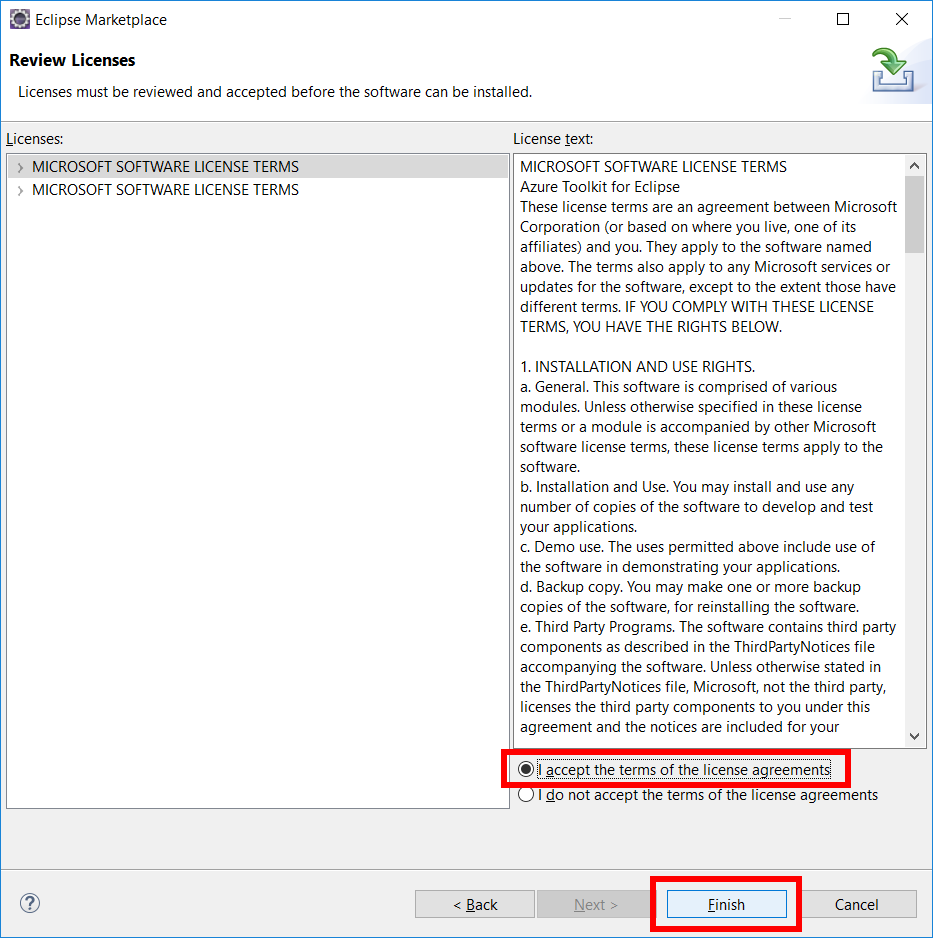 Eclipse Marketplace
Review Licenses
Licenses must be reviewed and accepted before the software can be installed.
Licenses:
MICROSOFT SOFTWARE LICENSE TERMS
MICROSOFT SOFTWARE LICENSE TERMS
License text:
MICROSOFT SOFTWARE LICENSE TERMS
Azure Toolkit for Eclipse
These license terms are an agreement between Microsoft
Corporation (or based on where you live, one of its
affiliates) and you. They apply to the software named
above. The terms also apply to any Microsoft services or
updates for the software, except to the extent those have
different terms. IF YOU COMPLY WITH THESE LICENSE
TERMS, YOU HAVE THE RIGHTS BELOW.
1. INSTALLATION AND USE RIGHTS.
a. General. This software is comprised of various
modules. Unless otherwise specified in these license
terms or a module is accompanied by other Microsoft
software license terms, these license terms apply to the
software.
b. Installation and Use. You may install and use any
number of copies of the software to develop and test
your applications.
c. Demo use. The uses permitted above include use of
the software in demonstrating your applications.
d. Backup copy. You may make one or more backup
copies of the software, for reinstalling the software.
e. Third Party Programs. The software contains third party
components as described in the ThirdPartyNotices file
accompanying the software. Unless otherwise stated in
the ThirdPartyNotices file, Microsoft, not the third party,
licenses the third party components to you under this
agreement and the notices are included for your
I accept the terms of the license agreements
I do not accept the terms of the license agreements
?
< Back
Next >
Finish
Cancel